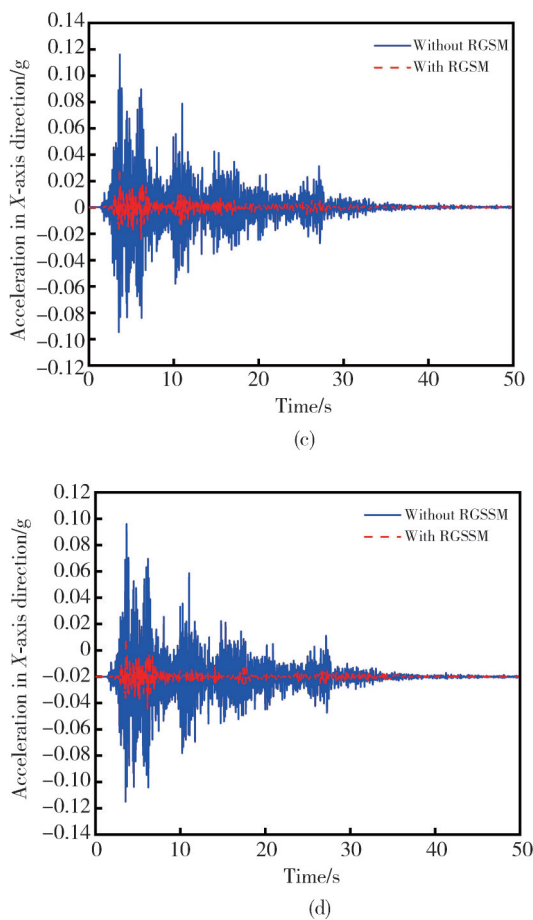 0.14
0.12
0.10
0.08
0.06
0.04
0.02
0
−0.02
−0.04
−0.06
−0.08
−0.10
−0.12
Acceleration in X-axis direction/g
Without RGSM
With RGSM
0 10 20 30 40 50
Time/s
(c)
0.12
0.10
0.08
0.06
0.04
0.02
0
−0.02
−0.04
−0.06
−0.08
−0.10
−0.12
−0.14
Acceleration in X-axis direction/g
Without RGSSM
With RGSSM
0 10 20 30 40 50
Time/s
(d)